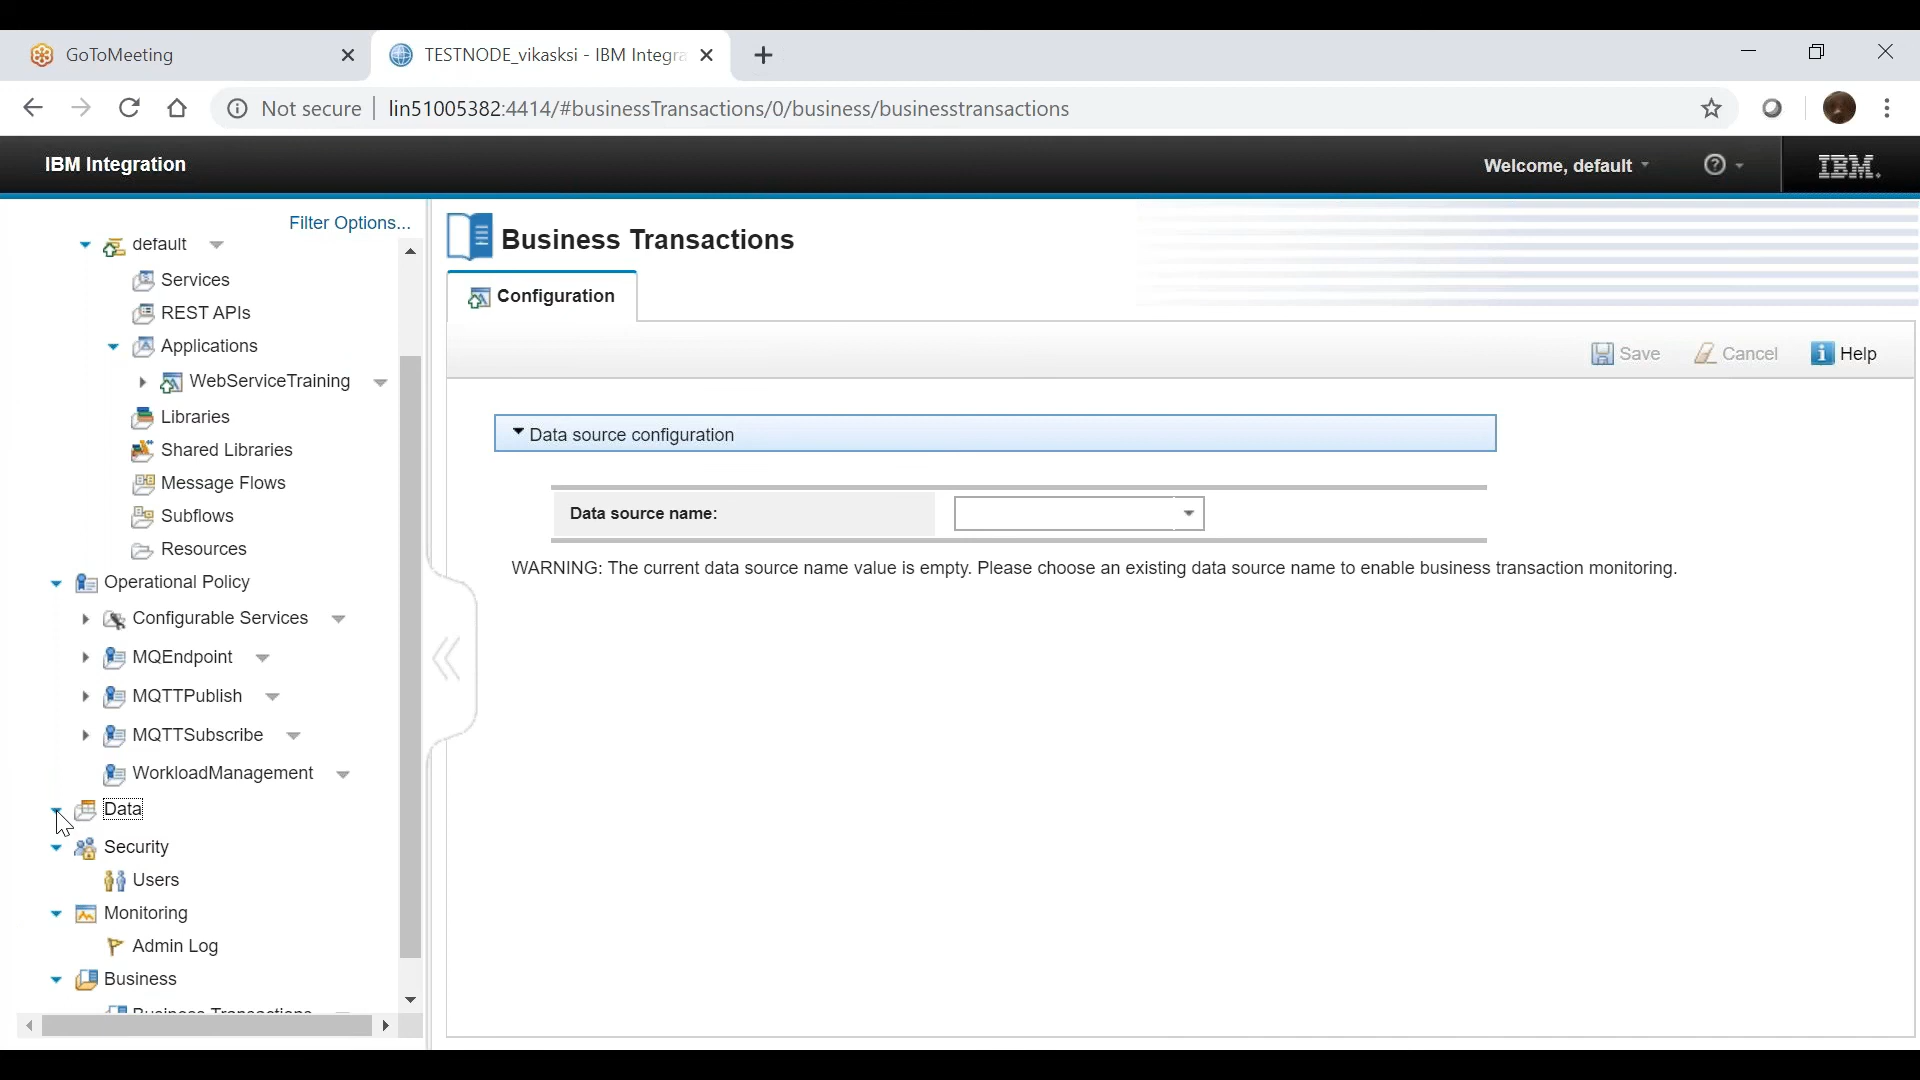 GoToMeeting
TESTNODE_vikasksi - IBM Integra
Not secure
lin51005382:4414/#businessTransactions/0/business/businesstransactions
IBM Integration
Welcome, default
IBM.
Filter Options...
default
Services
REST APIs
Applications
WebServiceTraining
Libraries
Shared Libraries
Message Flows
Subflows
Resources
Operational Policy
Configurable Services
MQEndpoint
MQTTPublish
MQTTSubscribe
WorkloadManagement
Data
Security
Users
Monitoring
Admin Log
Business
Business Transactions
Business Transactions
Configuration
Save
Cancel
Help
Data source configuration
Data source name:
WARNING: The current data source name value is empty. Please choose an existing data source name to enable business transaction monitoring.